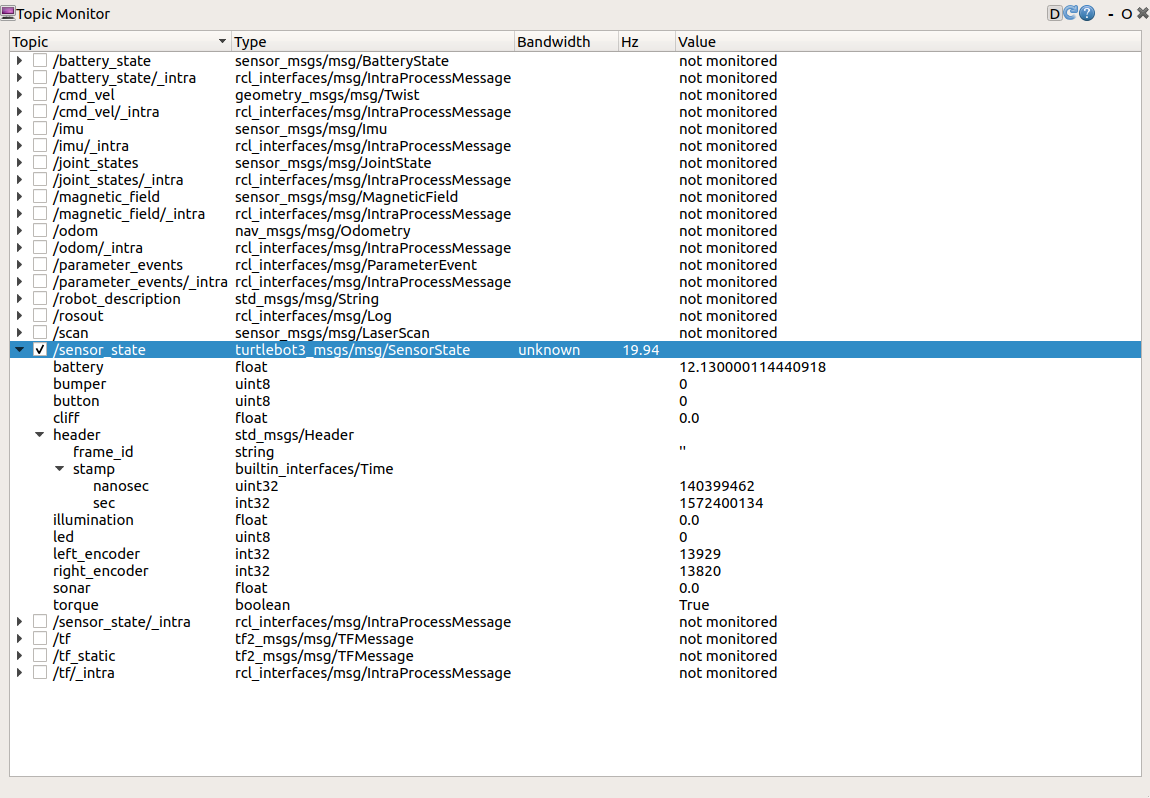 Topic Monitor D ? - O
Topic Type Bandwidth Hz Value
/battery_state sensor_msgs/msg/BatteryState not monitored
/battery_state/_intra rcl_interfaces/msg/IntraProcessMessage not monitored
/cmd_vel geometry_msgs/msg/Twist not monitored
/cmd_vel/_intra rcl_interfaces/msg/IntraProcessMessage not monitored
/imu sensor_msgs/msg/Imu not monitored
/imu/_intra rcl_interfaces/msg/IntraProcessMessage not monitored
/joint_states sensor_msgs/msg/JointState not monitored
/joint_states/_intra rcl_interfaces/msg/IntraProcessMessage not monitored
/magnetic_field sensor_msgs/msg/MagneticField not monitored
/magnetic_field/_intra rcl_interfaces/msg/IntraProcessMessage not monitored
/odom nav_msgs/msg/Odometry not monitored
/odom/_intra rcl_interfaces/msg/IntraProcessMessage not monitored
/parameter_events rcl_interfaces/msg/ParameterEvent not monitored
/parameter_events/_intra rcl_interfaces/msg/IntraProcessMessage not monitored
/robot_description std_msgs/msg/String not monitored
/rosout rcl_interfaces/msg/Log not monitored
/scan sensor_msgs/msg/LaserScan not monitored
/sensor_state turtlebot3_msgs/msg/SensorState unknown 19.94
battery float 12.130000114440918
bumper uint8 0
button uint8 0
cliff float 0.0
header std_msgs/Header
frame_id string ''
stamp builtin_interfaces/Time
nanosec uint32 140399462
sec int32 1572400134
illumination float 0.0
led uint8 0
left_encoder int32 13929
right_encoder int32 13820
sonar float 0.0
torque boolean True
/sensor_state/_intra rcl_interfaces/msg/IntraProcessMessage not monitored
/tf tf2_msgs/msg/TFMessage not monitored
/tf_static tf2_msgs/msg/TFMessage not monitored
/tf/_intra rcl_interfaces/msg/IntraProcessMessage not monitored